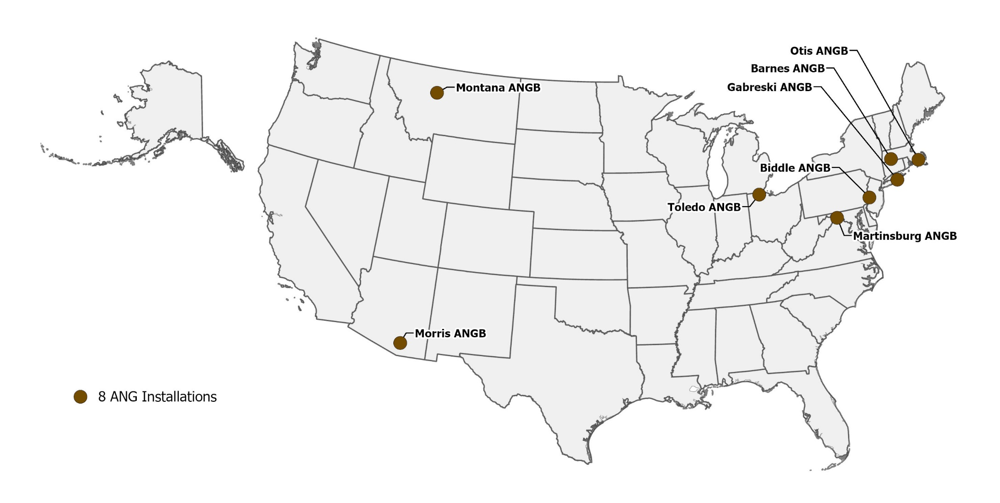 Otis ANGB
Barnes ANGB
Gabreski ANGB
Montana ANGB
Biddle ANGB
Toledo ANGB
Martinsburg ANGB
Morris ANGB
8 ANG Installations